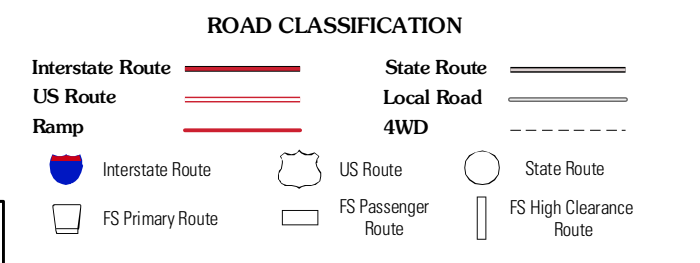 ROAD CLASSIFICATION
Interstate Route
State Route
US Route
Local Road
Ramp
4WD
Interstate Route
US Route
State Route
FS Primary Route
FS Passenger
Route
FS High Clearance
Route